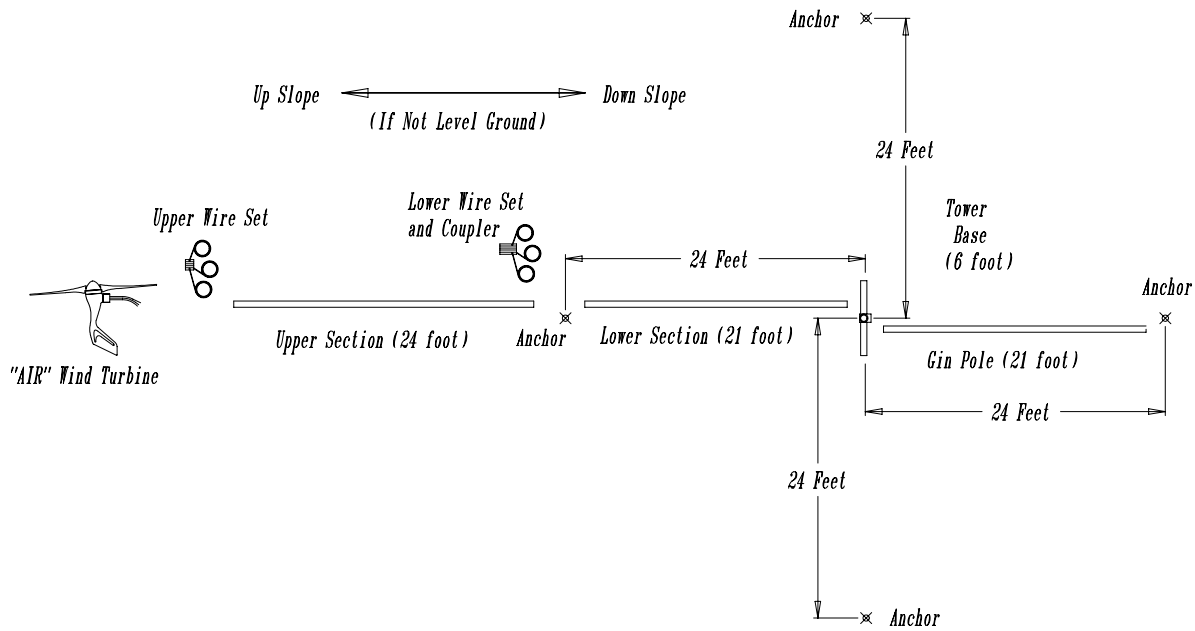 Anchor
Up Slope
Down Slope
(If Not Level Ground)
24 Feet
Upper Wire Set
Lower Wire Set
and Coupler
Tower
Base
(6 foot)
24 Feet
Anchor
Upper Section (24 foot)
Anchor
Lower Section (21 foot)
Gin Pole (21 foot)
"AIR" Wind Turbine
24 Feet
24 Feet
Anchor